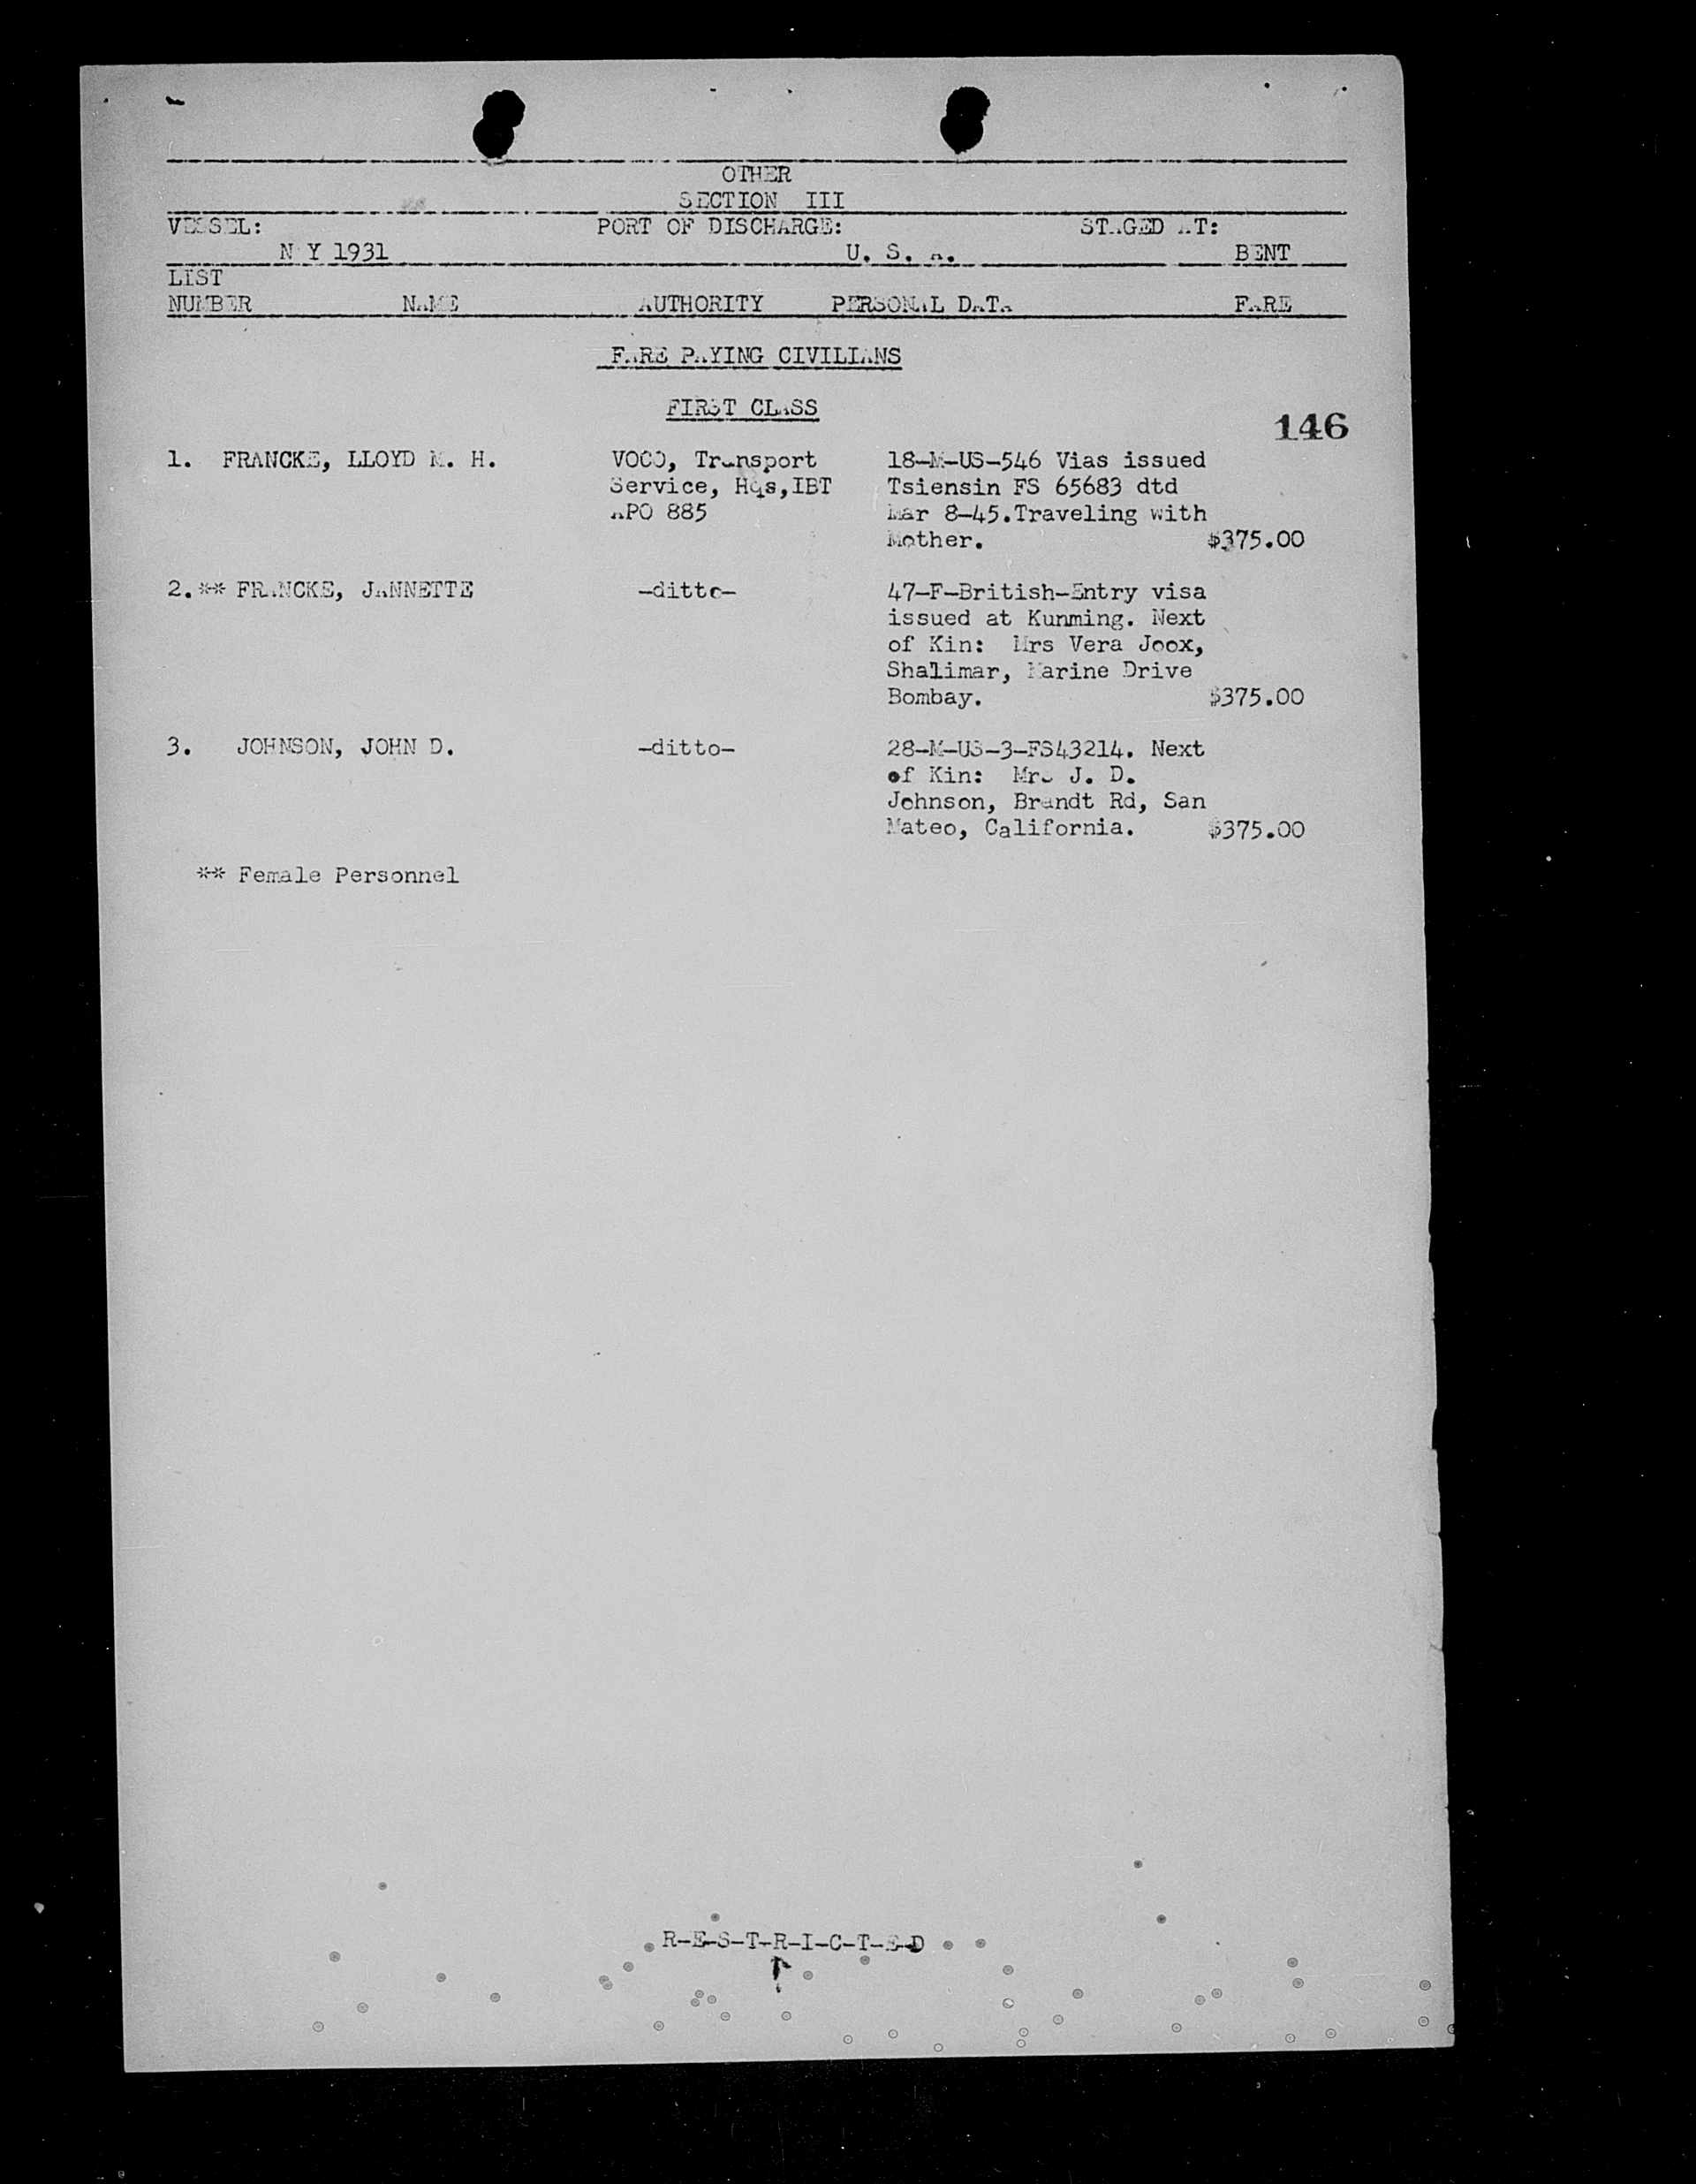 OTHER
SECTION III
VESSEL: PORT OF DISCHARGE: STAGED AT:
N Y 1931 U. S. A. BENT
LIST
NUMBER NAME AUTHORITY PERSONAL DATA FARE
FARE PAYING CIVILIANS
FIRST CLASS
146
1. FRANCKE, LLOYD M. H. VOCO, Transport 18-M-US-546 Vias issued
Service, Hqs,IBT Tsiensin FS 65683 dtd
APO 885 Mar 8-45.Traveling with
Mother. $375.00
2.** FRANCKE, JANNETTE -ditto- 47-F-British-Entry visa
issued at Kunming. Next
of Kin: Mrs Vera Joox,
Shalimar, Marine Drive
Bombay. $375.00
3. JOHNSON, JOHN D. -ditto- 28-M-US-3-FS43214. Next
of Kin: Mrs J. D.
Johnson, Brandt Rd, San
Mateo, California. $375.00
** Female Personnel
R-E-S-T-R-I-C-T-E-D